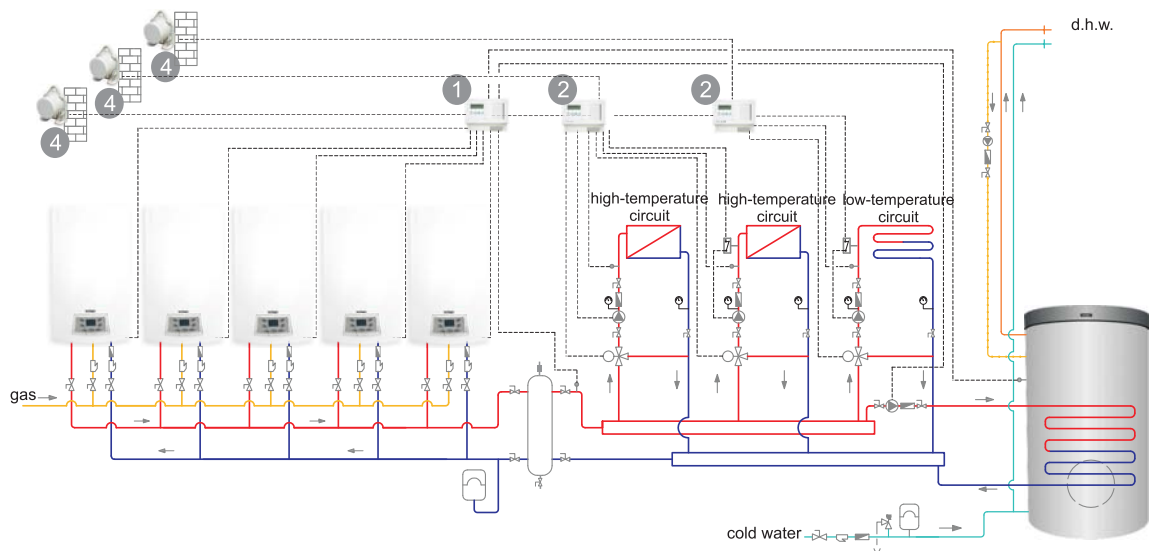 d.h.w.
4
4
4
1
2
2
high-temperature
circuit
high-temperature
circuit
low-temperature
circuit
gas
cold water